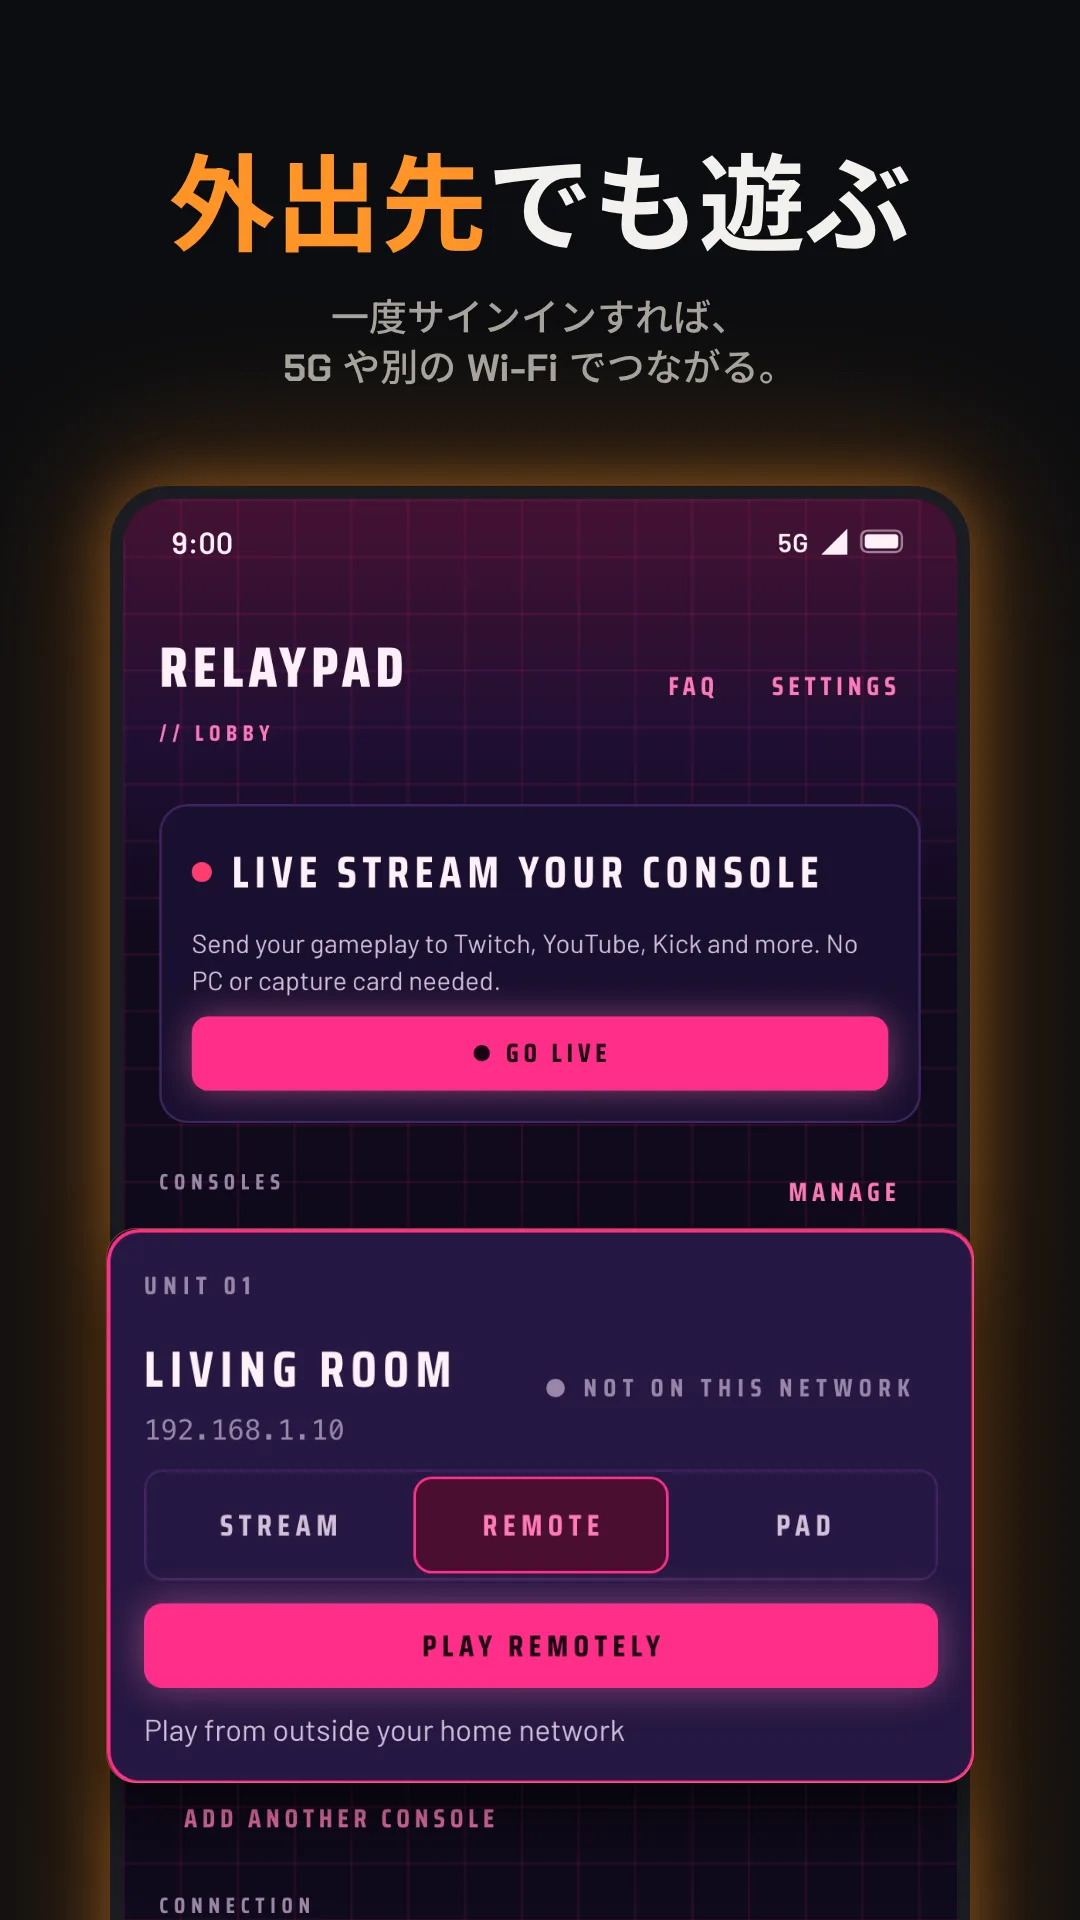 外出先でも遊ぶ
一度サインインすれば、
5G や別の Wi-Fi でつながる。
9:00
5G
RELAYPAD
FAQ
SETTINGS
// LOBBY
LIVE STREAM YOUR CONSOLE
Send your gameplay to Twitch, YouTube, Kick and more. No
PC or capture card needed.
GO LIVE
CONSOLES
MANAGE
UNIT 01
LIVING ROOM
NOT ON THIS NETWORK
192.168.1.10
STREAM
REMOTE
PAD
PLAY REMOTELY
Play from outside your home network
ADD ANOTHER CONSOLE
CONNECTION